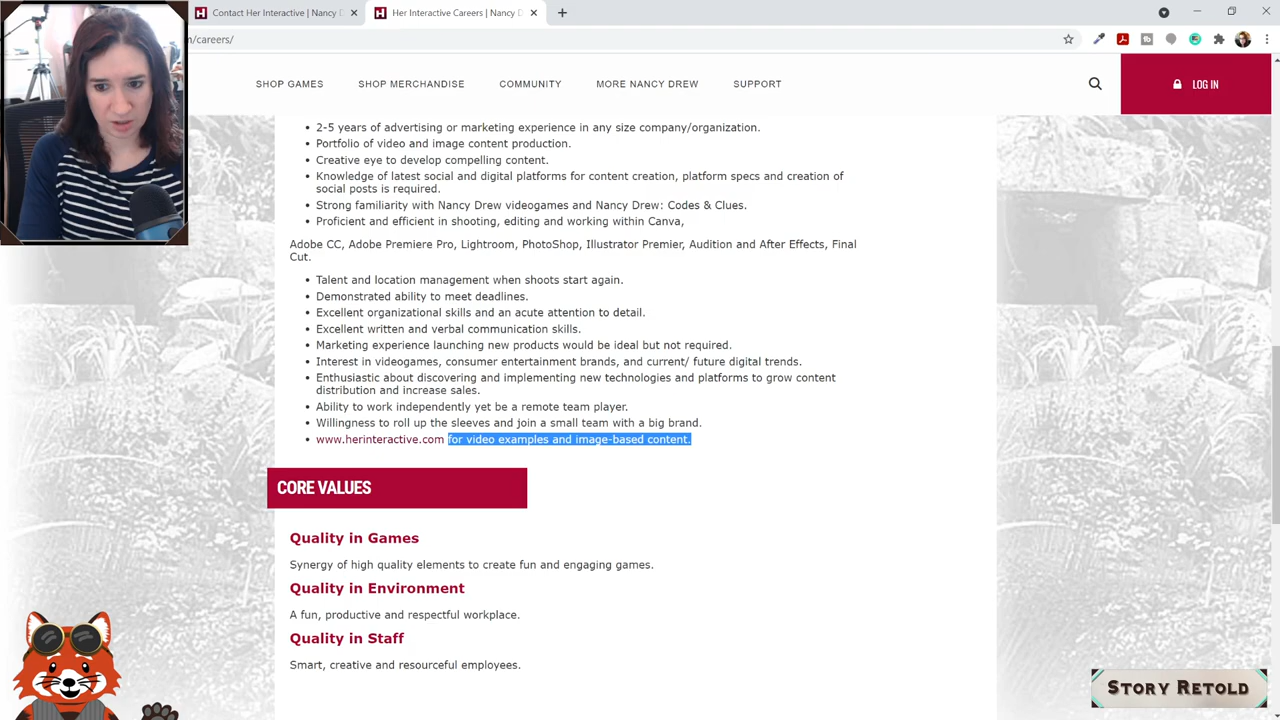 Contact Her Interactive | Nancy D
Her Interactive Careers | Nancy D
m/careers/
SHOP GAMES
SHOP MERCHANDISE
COMMUNITY
MORE NANCY DREW
SUPPORT
LOG IN
2-5 years of advertising or marketing experience in any size company/organization.
Portfolio of video and image content production.
Creative eye to develop compelling content.
Knowledge of latest social and digital platforms for content creation, platform specs and creation of
social posts is required.
Strong familiarity with Nancy Drew videogames and Nancy Drew: Codes & Clues.
Proficient and efficient in shooting, editing and working within Canva,
Adobe CC, Adobe Premiere Pro, Lightroom, PhotoShop, Illustrator Premier, Audition and After Effects, Final
Cut.
Talent and location management when shoots start again.
Demonstrated ability to meet deadlines.
Excellent organizational skills and an acute attention to detail.
Excellent written and verbal communication skills.
Marketing experience launching new products would be ideal but not required.
Interest in videogames, consumer entertainment brands, and current/ future digital trends.
Enthusiastic about discovering and implementing new technologies and platforms to grow content
distribution and increase sales.
Ability to work independently yet be a remote team player.
Willingness to roll up the sleeves and join a small team with a big brand.
www.herinteractive.com for video examples and image-based content.
CORE VALUES
Quality in Games
Synergy of high quality elements to create fun and engaging games.
Quality in Environment
A fun, productive and respectful workplace.
Quality in Staff
Smart, creative and resourceful employees.
STORY RETOLD